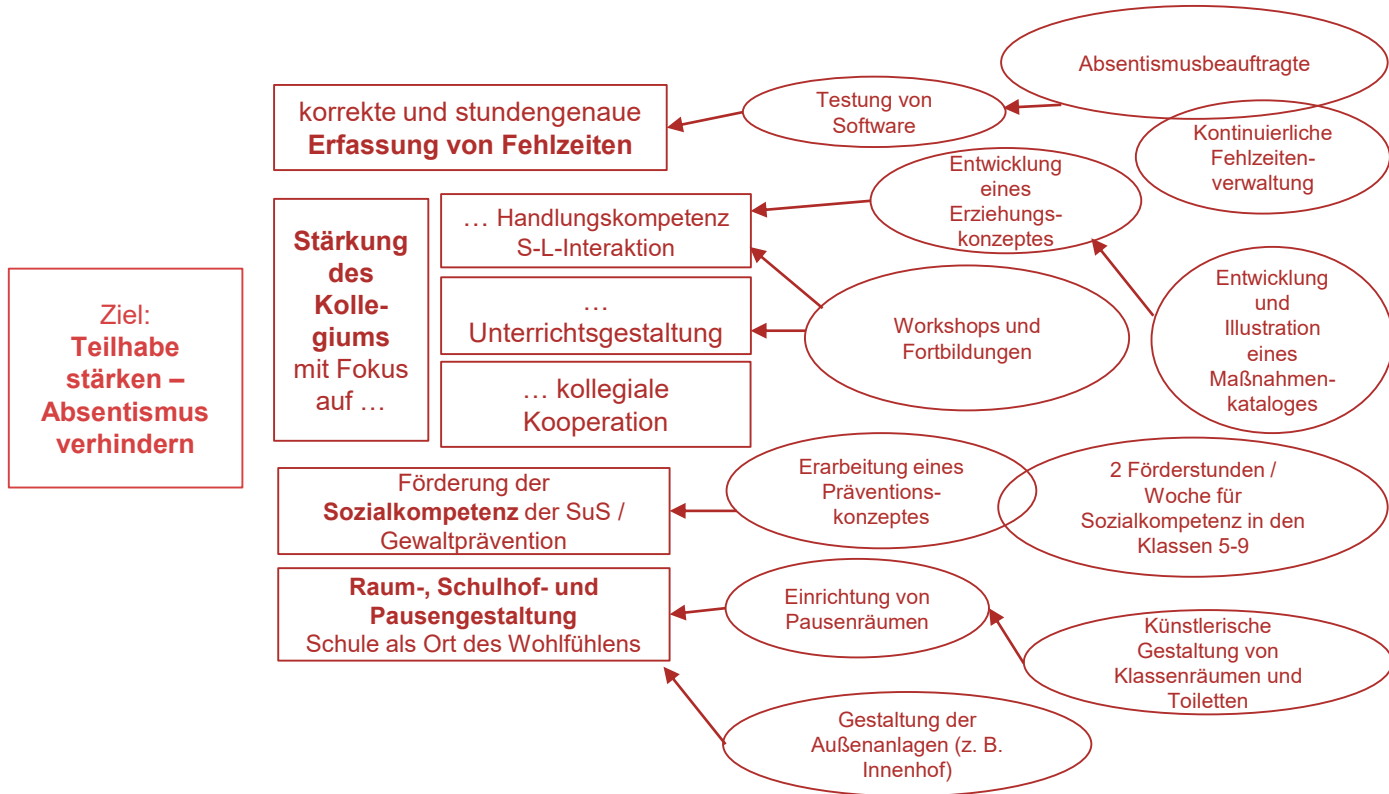 Ziel:
Teilhabe
stärken –
Absentismus
verhindern
korrekte und stundengenaue
Erfassung von Fehlzeiten
Testung von
Software
Absentismusbeauftragte
Kontinuierliche
Fehlzeiten-
verwaltung
Stärkung
des
Kolle-
giums
mit Fokus
auf …
… Handlungskompetenz
S-L-Interaktion
…
Unterrichtsgestaltung
… kollegiale
Kooperation
Entwicklung
eines
Erziehungs-
konzeptes
Workshops und
Fortbildungen
Entwicklung
und
Illustration
eines
Maßnahmen-
kataloges
Förderung der
Sozialkompetenz der SuS /
Gewaltprävention
Erarbeitung eines
Präventions-
konzeptes
2 Förderstunden /
Woche für
Sozialkompetenz in den
Klassen 5-9
Raum-, Schulhof- und
Pausengestaltung
Schule als Ort des Wohlfühlens
Einrichtung von
Pausenräumen
Künstlerische
Gestaltung von
Klassenräumen und
Toiletten
Gestaltung der
Außenanlagen (z. B.
Innenhof)